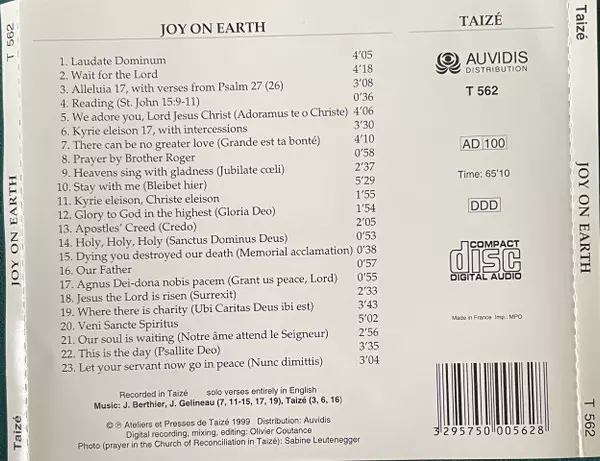 T 562
JOY ON EARTH
Taizé
JOY ON EARTH
1. Laudate Dominum 4'05
2. Wait for the Lord 4'18
3. Alleluia 17, with verses from Psalm 27 (26) 3'08
4. Reading (St. John 15:9-11) 0'36
5. We adore you, Lord Jesus Christ (Adoramus te o Christe) 4'06
6. Kyrie eleison 17, with intercessions 3'30
7. There can be no greater love (Grande est ta bonté) 4'10
8. Prayer by Brother Roger 0'58
9. Heavens sing with gladness (Jubilate cœli) 2'37
10. Stay with me (Bleibet hier) 5'29
11. Kyrie eleison, Christe eleison 1'55
12. Glory to God in the highest (Gloria Deo) 1'54
13. Apostles' Creed (Credo) 2'05
14. Holy, Holy, Holy (Sanctus Dominus Deus) 0'53
15. Dying you destroyed our death (Memorial acclamation) 0'38
16. Our Father 0'57
17. Agnus Dei-dona nobis pacem (Grant us peace, Lord) 0'55
18. Jesus the Lord is risen (Surrexit) 2'33
19. Where there is charity (Ubi Caritas Deus ibi est) 3'43
20. Veni Sancte Spiritus 5'02
21. Our soul is waiting (Notre âme attend le Seigneur) 2'56
22. This is the day (Psallite Deo) 3'35
23. Let your servant now go in peace (Nunc dimittis) 3'04
Recorded in Taizé solo verses entirely in English
Music: J. Berthier, J. Gelineau (7, 11-15, 17, 19), Taizé (3, 6, 16)
© ℗ Ateliers et Presses de Taizé 1999 Distribution: Auvidis
Digital recording, mixing, editing: Olivier Coutance
Photo (prayer in the Church of Reconciliation in Taizé): Sabine Leutenegger
TAIZÉ
AUVIDIS
DISTRIBUTION
T 562
AD 100
Time: 65'10
DDD
COMPACT
disc
DIGITAL AUDIO
Made in France Imp.: MPO
3 295750 005628
Taizé
JOY ON EARTH
T 562